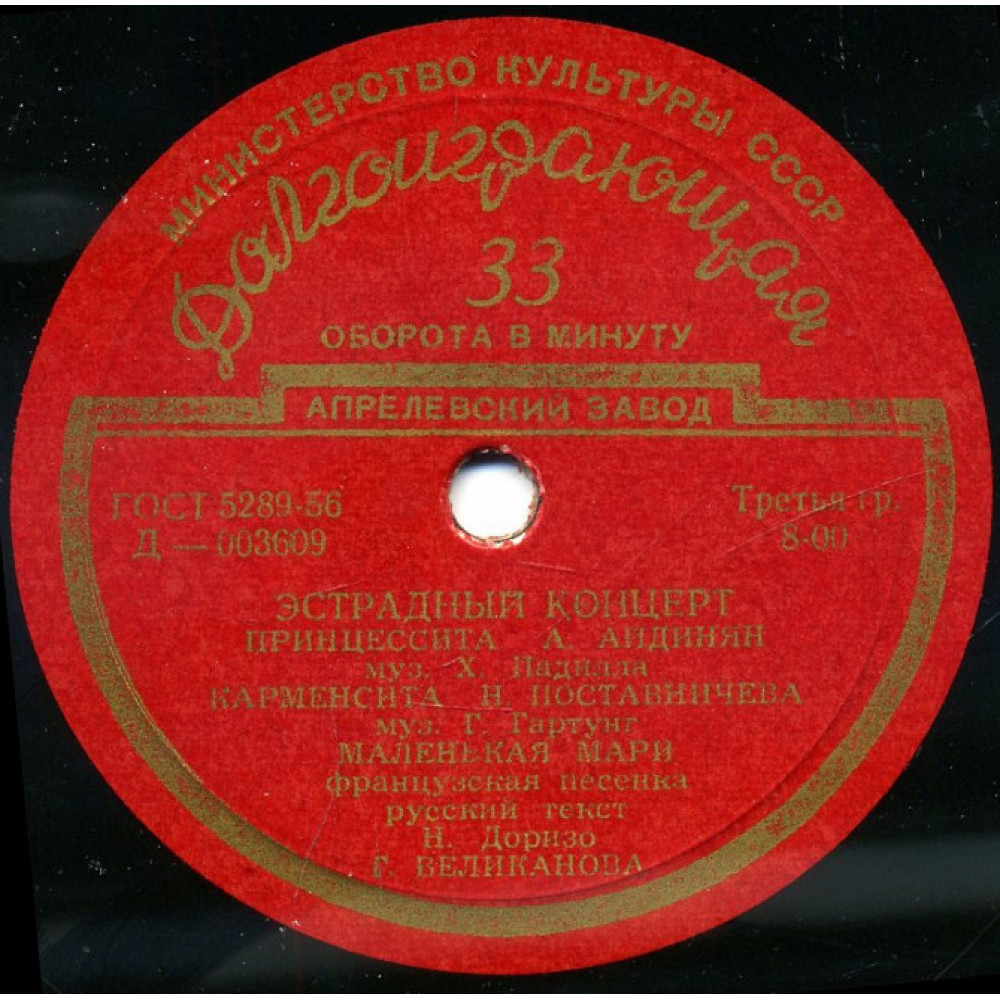 МИНИСТЕРСТВО КУЛЬТУРЫ СССР
Долгоиграющая
33
ОБОРОТА В МИНУТУ
АПРЕЛЕВСКИЙ ЗАВОД
ГОСТ 5289-56
Д — 003609
Третья гр.
8-00
ЭСТРАДНЫЙ КОНЦЕРТ
ПРИНЦЕССИТА А. АЙДИНЯН
муз. Х. Падилла
КАРМЕНСИТА Н. ПОСТАВНИЧЕВА
муз. Г. Гартунг
МАЛЕНЬКАЯ МАРИ
французская песенка
русский текст
Н. Доризо
Г. ВЕЛИКАНОВА